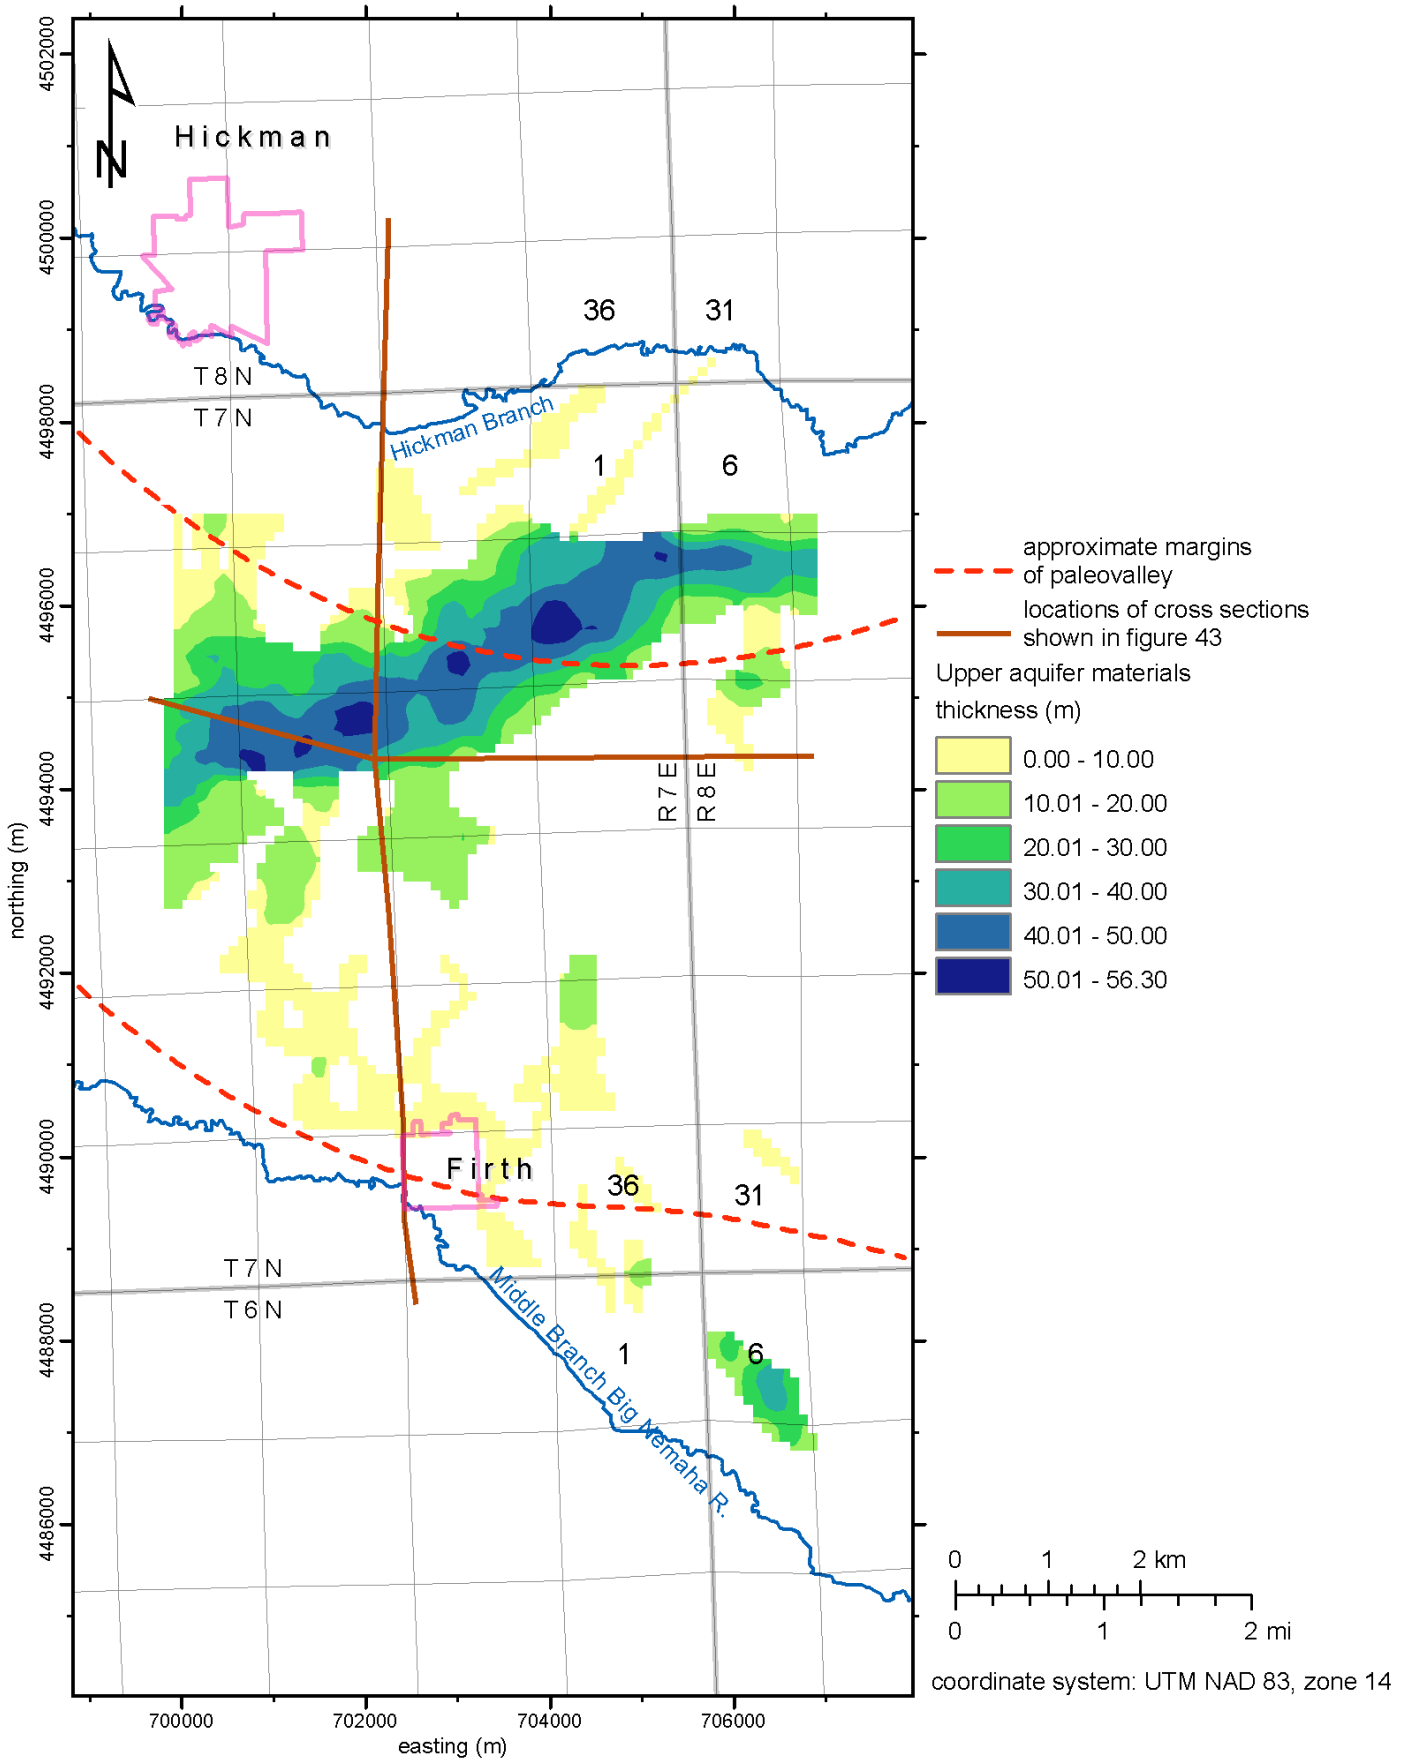 4502000
4500000
4498000
4496000
4494000
4492000
4490000
4488000
4486000
northing (m)
N
Hickman
36
31
T 8 N
T 7 N
Hickman Branch
1
6
R 7 E
R 8 E
Firth
36
31
T 7 N
T 6 N
Middle Branch Big Nemaha R.
1
6
700000
702000
704000
706000
easting (m)
approximate margins
of paleovalley
locations of cross sections
shown in figure 43
Upper aquifer materials
thickness (m)
0.00 - 10.00
10.01 - 20.00
20.01 - 30.00
30.01 - 40.00
40.01 - 50.00
50.01 - 56.30
0 1 2 km
0 1 2 mi
coordinate system: UTM NAD 83, zone 14